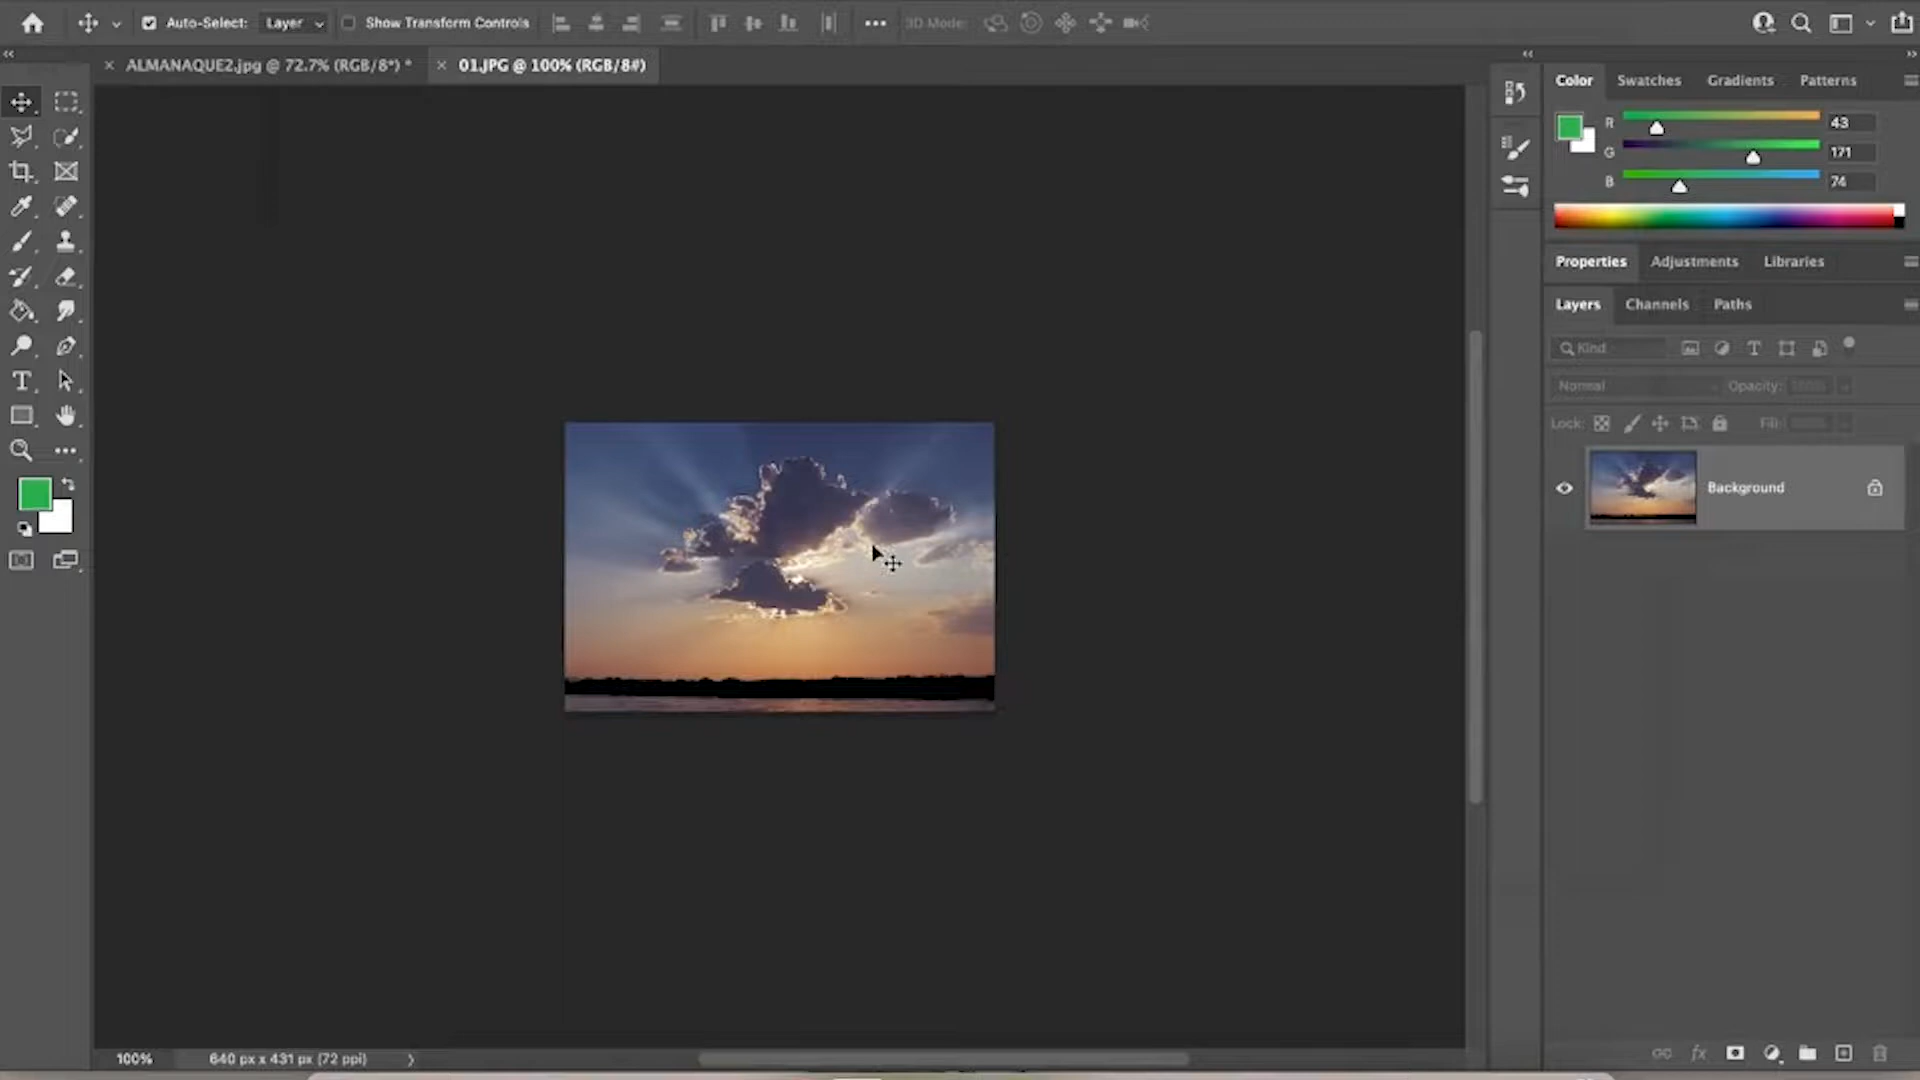 Auto-Select: Layer Show Transform Controls 3D Mode:
ALMANAQUE2.jpg @ 72.7% (RGB/8*) * 01.JPG @ 100% (RGB/8#)
Color Swatches Gradients Patterns
R 43
G 171
B 74
Properties Adjustments Libraries
Layers Channels Paths
Kind
Normal Opacity: 100%
Lock: Fill:
Background
100% 640 px x 431 px (72 ppi)